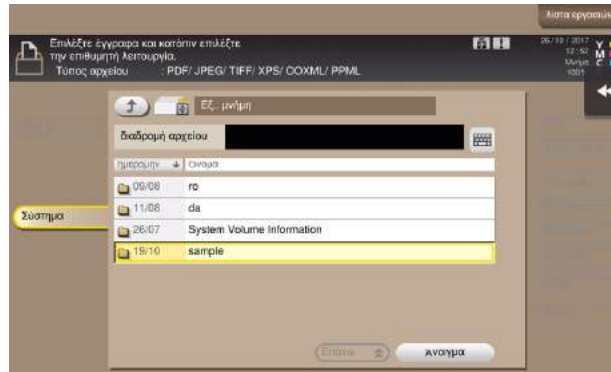 λίστα εργασιών
Επιλέξτε έγγραφα και κατόπιν επιλέξτε
την επιθυμητή λειτουργία.
Τύπος αρχείου : PDF/ JPEG/ TIFF/ XPS/ OOXML/ PPML
26/10 / 2017
12:52
Μνήμη
100%
Y
M
C
Εξ.. μνήμη
διαδρομή αρχείου
ημερομην. Όνομα
09/08 ro
11/08 da
26/07 System Volume Information
19/10 sample
Σύστημα
Επάνω
Άνοιγμα